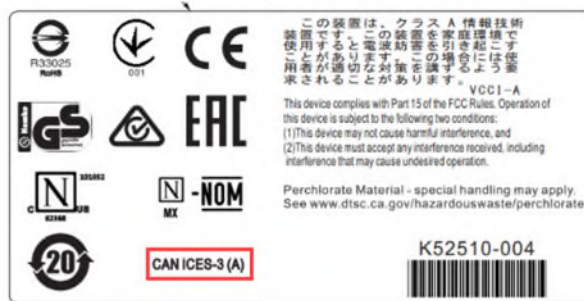 R33025
RoHS
001
CE
GS
EAC
N
C US
N
MX
-NOM
20
CAN ICES-3 (A)
この装置は、クラスA情報技術
装置です。この装置を家庭環境で
使用すると電波妨害を引き起こす
ことがあります。この場合には使
用者が適切な対策を講ずるよう要
求されることがあります。
VCCI-A
This device complies with Part 15 of the FCC Rules. Operation of
this device is subject to the following two conditions:
(1)This device may not cause harmful interference, and
(2)This device must accept any interference received, including
interference that may cause undesired operation.
Perchlorate Material - special handling may apply.
See www.dtsc.ca.gov/hazardouswaste/perchlorate
K52510-004